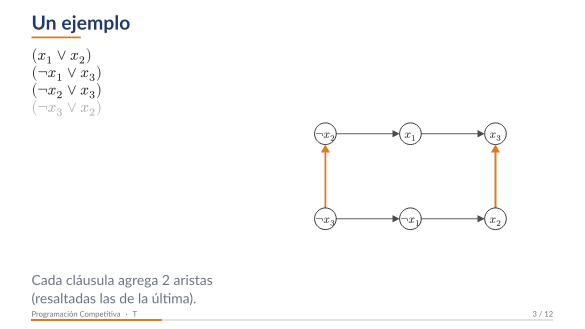 Un ejemplo
(x₁ ∨ x₂)
(¬x₁ ∨ x₃)
(¬x₂ ∨ x₃)
(¬x₃ ∨ x₂)
¬x₂ x₁ x₃
¬x₃ ¬x₁ x₂
Cada cláusula agrega 2 aristas
(resaltadas las de la última).
Programación Competitiva · T 3 / 12